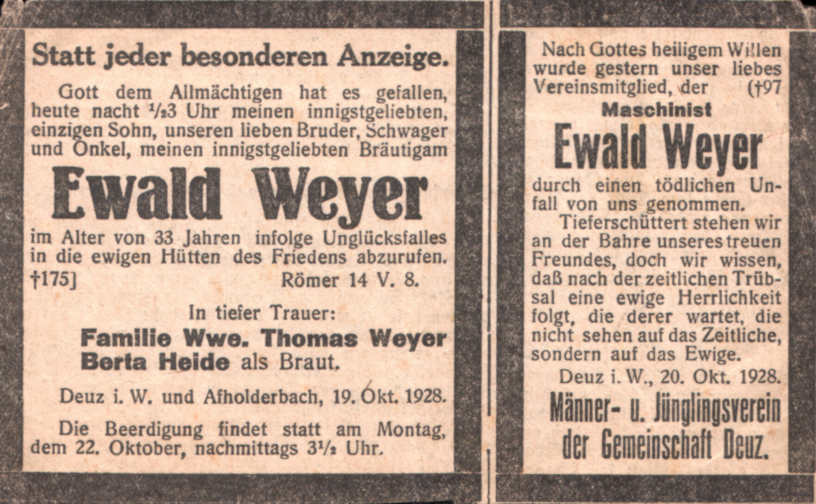 Statt jeder besonderen Anzeige.
Gott dem Allmächtigen hat es gefallen,
heute nacht ½3 Uhr meinen innigstgeliebten,
einzigen Sohn, unseren lieben Bruder, Schwager
und Onkel, meinen innigstgeliebten Bräutigam
Ewald Weyer
im Alter von 33 Jahren infolge Unglücksfalles
in die ewigen Hütten des Friedens abzurufen.
†175] Römer 14 V. 8.
In tiefer Trauer:
Familie Wwe. Thomas Weyer
Berta Heide als Braut.
Deuz i. W. und Afholderbach, 19. Okt. 1928.
Die Beerdigung findet statt am Montag,
dem 22. Oktober, nachmittags 3½ Uhr.
Nach Gottes heiligem Willen
wurde gestern unser liebes
Vereinsmitglied, der (†97
Maschinist
Ewald Weyer
durch einen tödlichen Un-
fall von uns genommen.
Tieferschüttert stehen wir
an der Bahre unseres treuen
Freundes, doch wir wissen,
daß nach der zeitlichen Trüb-
sal eine ewige Herrlichkeit
folgt, die derer wartet, die
nicht sehen auf das Zeitliche,
sondern auf das Ewige.
Deuz i. W., 20. Okt. 1928.
Männer- u. Jünglingsverein
der Gemeinschaft Deuz.